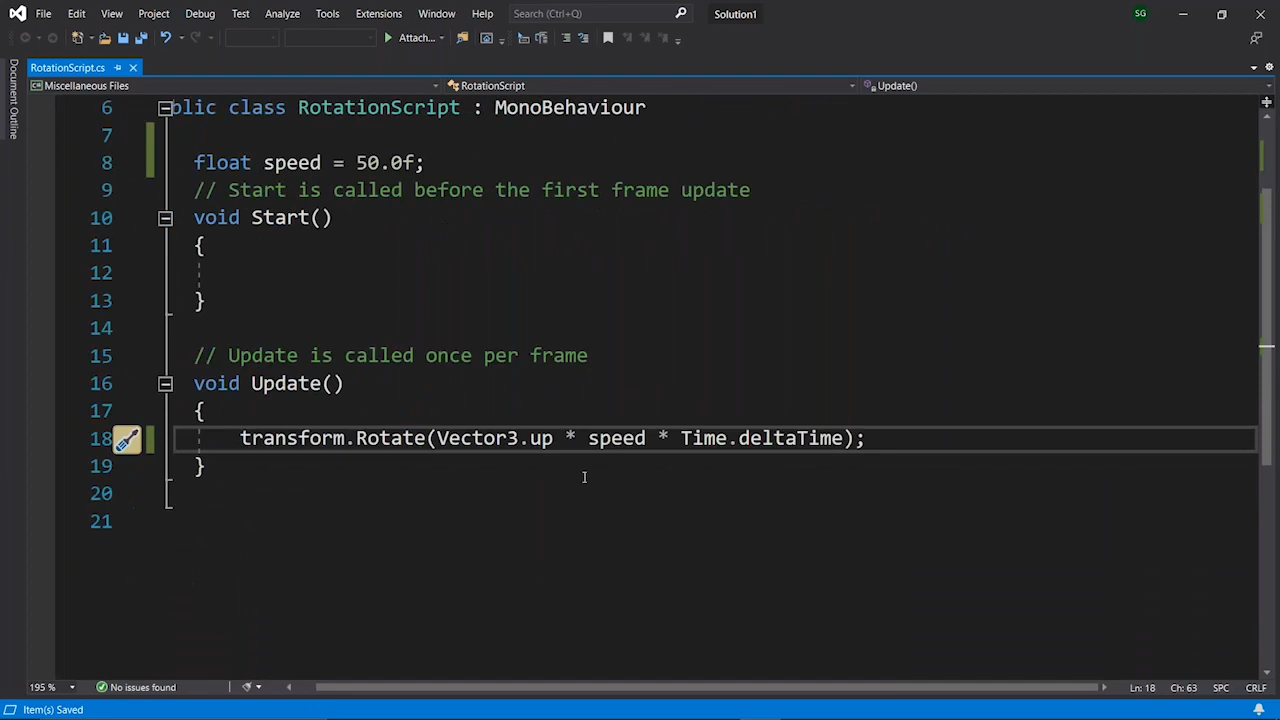 File Edit View Project Debug Test Analyze Tools Extensions Window Help Search (Ctrl+Q) Solution1 SG
Attach...
RotationScript.cs
Miscellaneous Files RotationScript Update()
Document Outline
6 blic class RotationScript : MonoBehaviour
7
8 float speed = 50.0f;
9 // Start is called before the first frame update
10 void Start()
11 {
12
13 }
14
15 // Update is called once per frame
16 void Update()
17 {
18 transform.Rotate(Vector3.up * speed * Time.deltaTime);
19 }
20
21
195 % No issues found Ln: 18 Ch: 63 SPC CRLF
Item(s) Saved